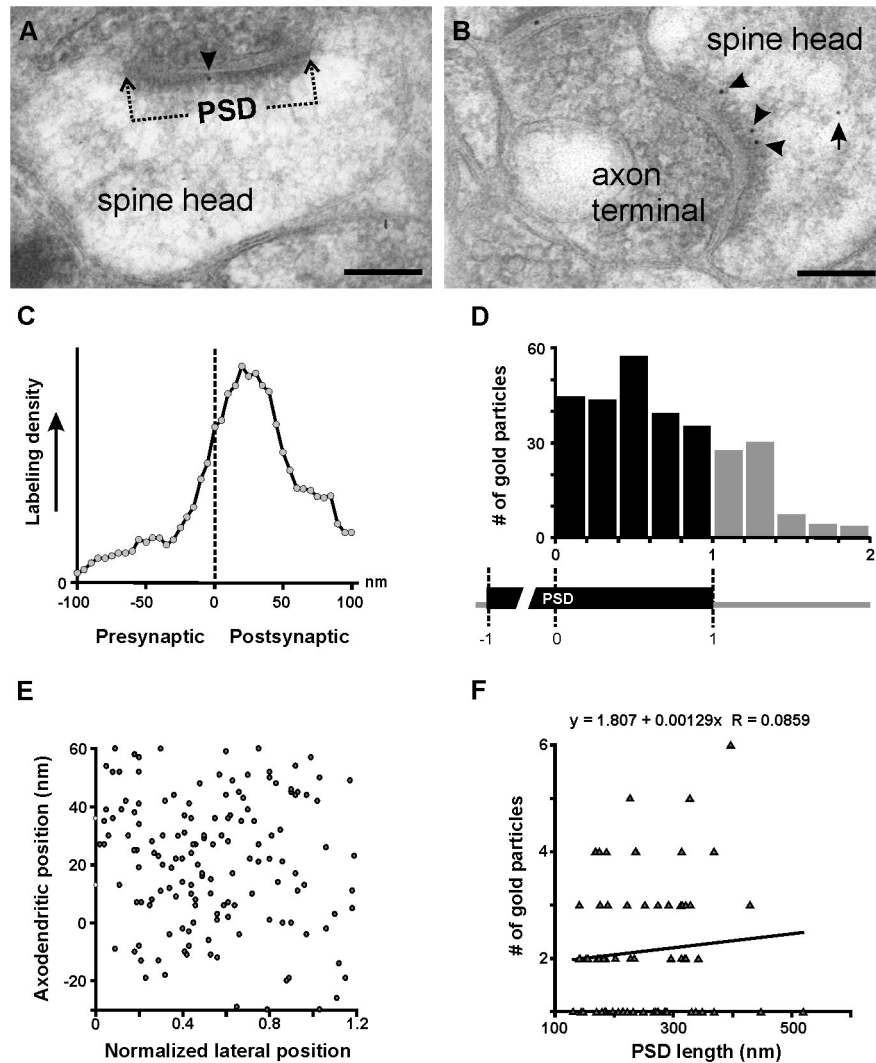 A
PSD
spine head
B
spine head
axon
terminal
C
Labeling density
0
-100 -50 0 50 100 nm
Presynaptic Postsynaptic
D
# of gold particles
60
30
0
0 1 2
PSD
-1 0 1
E
Axodendritic position (nm)
60
40
20
0
-20
0 0.4 0.8 1.2
Normalized lateral position
F
y = 1.807 + 0.00129x R = 0.0859
# of gold particles
6
4
2
100 300 500
PSD length (nm)